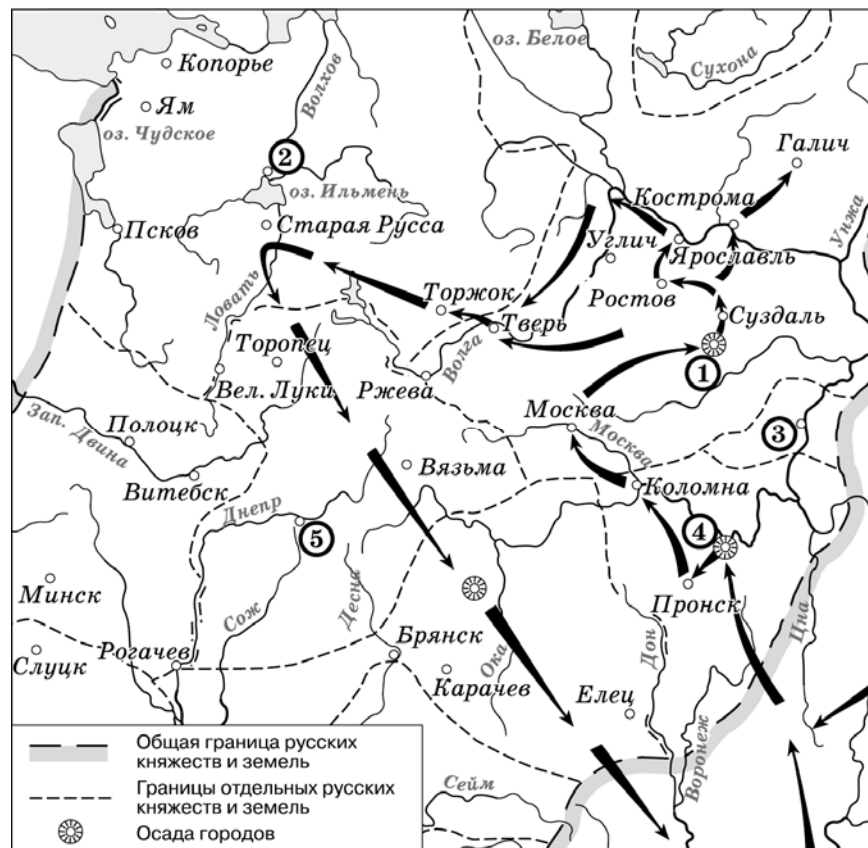 оз. Белое
Сухона
Копорье
Волхов
Ям
оз. Чудское
Галич
2
оз. Ильмень
Кострома
Унжа
Псков
Старая Русса
Углич
Ярославль
Ловать
Торжок
Ростов
Тверь
Суздаль
Торопец
Волга
1
Вел. Луки
Ржева
Зап. Двина
Полоцк
Москва
Москва
3
Витебск
Вязьма
Коломна
Днепр
5
4
Минск
Сож
Десна
Пронск
Цна
Слуцк
Рогачев
Брянск
Ока
Дон
Карачев
Елец
Воронеж
Сейм
Общая граница русских
княжеств и земель
Границы отдельных русских
княжеств и земель
Осада городов